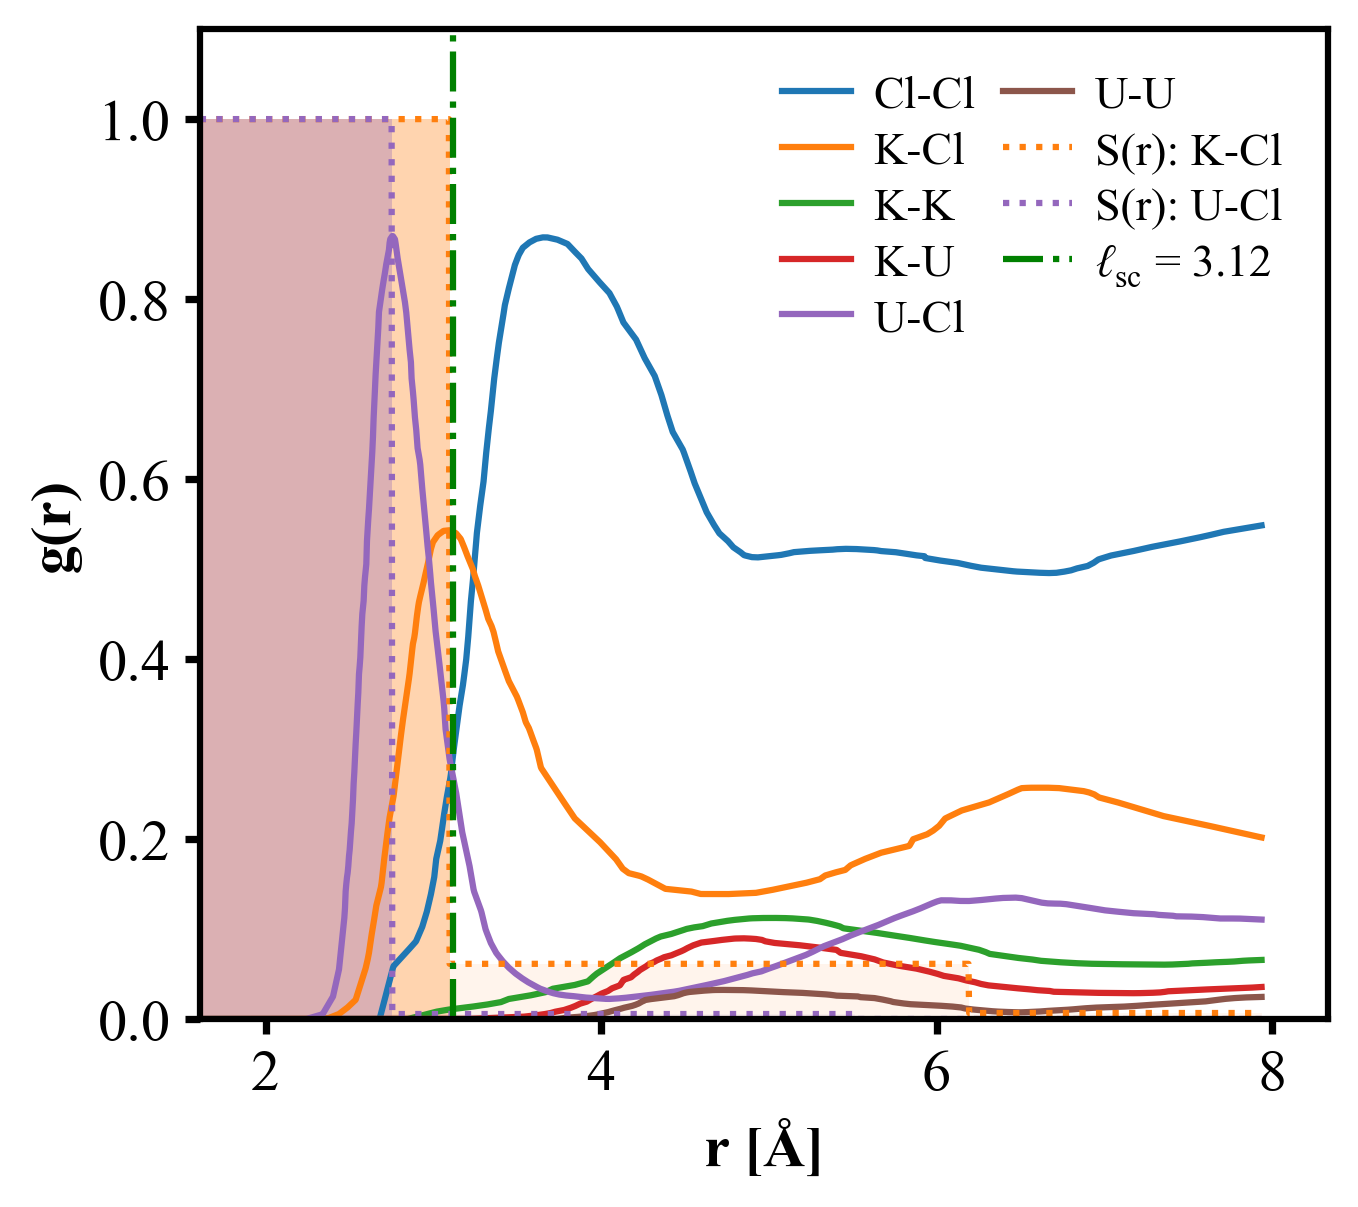 Cl-Cl
K-Cl
K-K
K-U
U-Cl
U-U
S(r): K-Cl
S(r): U-Cl
ℓsc = 3.12
g(r)
1.0
0.8
0.6
0.4
0.2
0.0
2 4 6 8
r [Å]